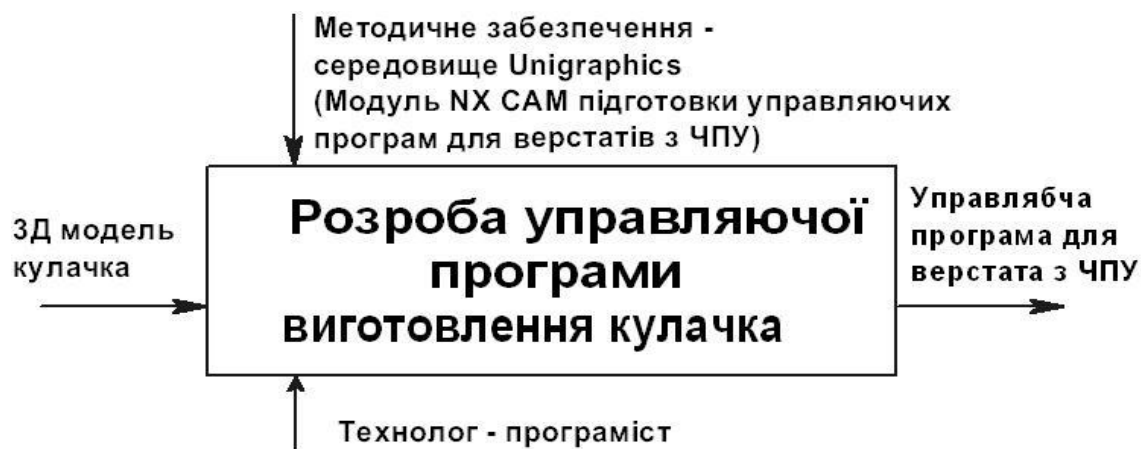 Методичне забезпечення -
середовище Unigraphics
(Модуль NX CAM підготовки управляючих
програм для верстатів з ЧПУ)
3Д модель
кулачка
Розроба управляючої
програми
виготовлення кулачка
Управлябча
програма для
верстата з ЧПУ
Технолог - програміст